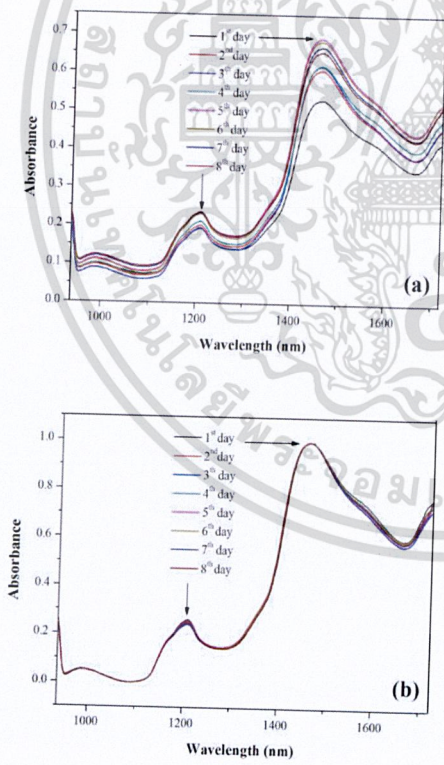 0.7
0.6
0.5
0.4
0.3
0.2
0.1
0.0
Absorbance
1st day
2nd day
3th day
4th day
5th day
6th day
7th day
8th day
(a)
1000 1200 1400 1600
Wavelength (nm)
1.0
0.8
0.6
0.4
0.2
0.0
Absorbance
1st day
2nd day
3th day
4th day
5th day
6th day
7th day
8th day
(b)
1000 1200 1400 1600
Wavelength (nm)